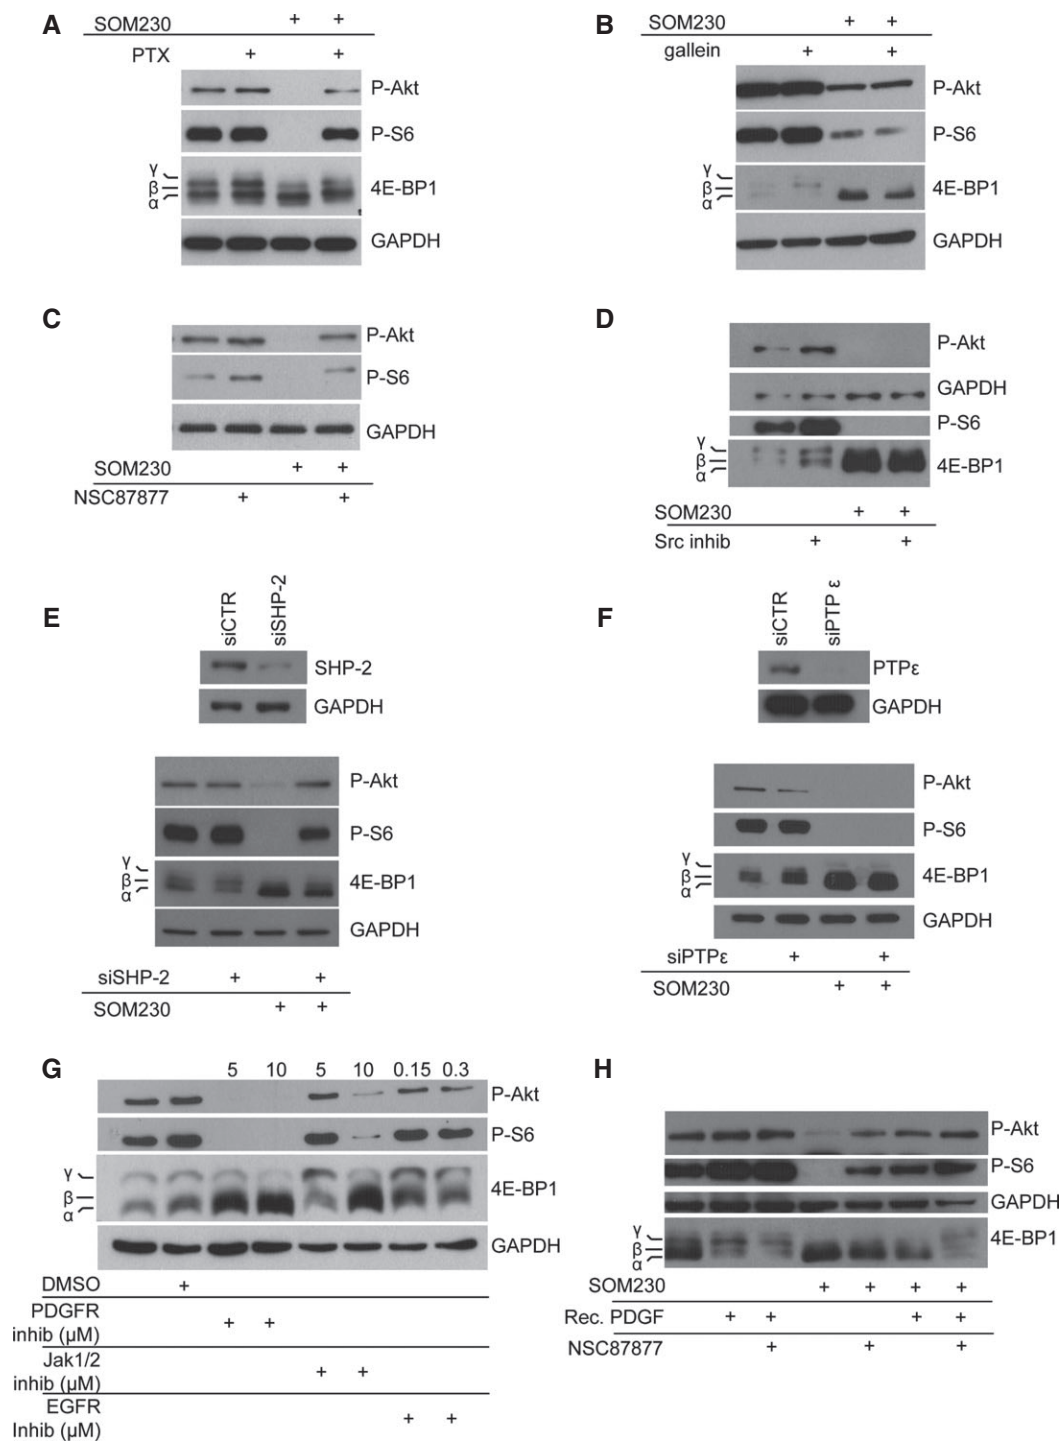 A
SOM230 + +
PTX + +
P-Akt
P-S6
γ
β
α
4E-BP1
GAPDH
B
SOM230 + +
gallein + +
P-Akt
P-S6
γ
β
α
4E-BP1
GAPDH
C
P-Akt
P-S6
GAPDH
SOM230 + +
NSC87877 + +
D
P-Akt
GAPDH
P-S6
γ
β
α
4E-BP1
SOM230 + +
Src inhib + +
E
siCTR
siSHP-2
SHP-2
GAPDH
P-Akt
P-S6
γ
β
α
4E-BP1
GAPDH
siSHP-2 + +
SOM230 + +
F
siCTR
siPTP ε
PTPε
GAPDH
P-Akt
P-S6
γ
β
α
4E-BP1
GAPDH
siPTPε + +
SOM230 + +
G
5 10 5 10 0.15 0.3
P-Akt
P-S6
γ
β
α
4E-BP1
GAPDH
DMSO +
PDGFR
inhib (µM) + +
Jak1/2
inhib (µM) + +
EGFR
Inhib (µM) + +
H
P-Akt
P-S6
GAPDH
γ
β
α
4E-BP1
SOM230 + + + +
Rec. PDGF + + + +
NSC87877 + + +